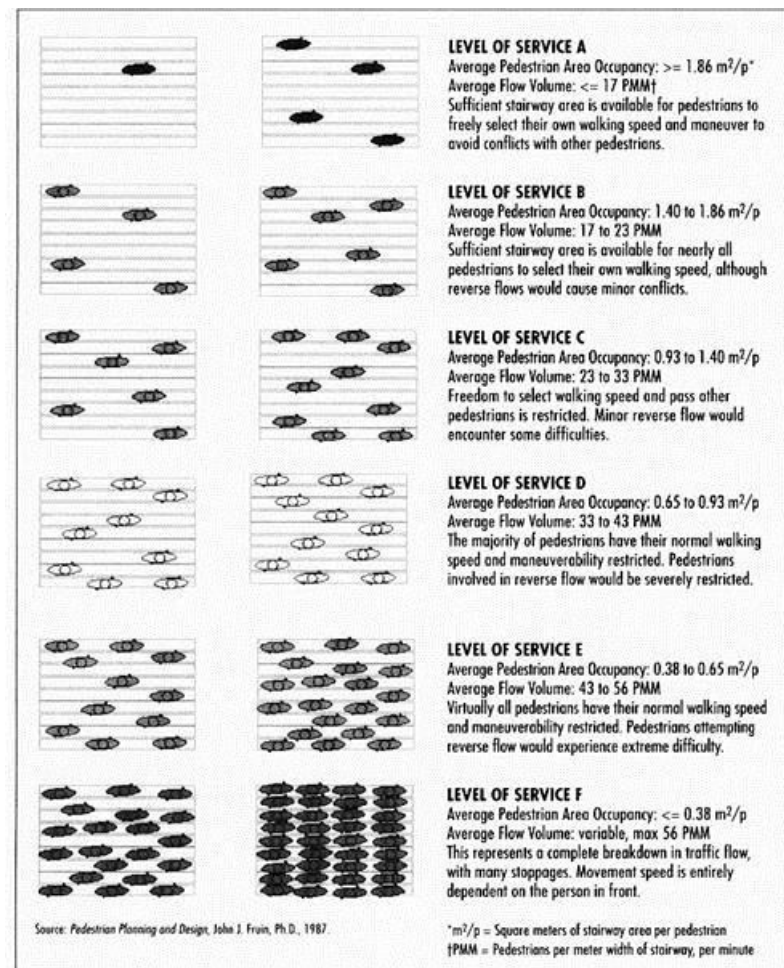 LEVEL OF SERVICE A
Average Pedestrian Area Occupancy: >= 1.86 m²/p*
Average Flow Volume: <= 17 PMM†
Sufficient stairway area is available for pedestrians to
freely select their own walking speed and maneuver to
avoid conflicts with other pedestrians.
LEVEL OF SERVICE B
Average Pedestrian Area Occupancy: 1.40 to 1.86 m²/p
Average Flow Volume: 17 to 23 PMM
Sufficient stairway area is available for nearly all
pedestrians to select their own walking speed, although
reverse flows would cause minor conflicts.
LEVEL OF SERVICE C
Average Pedestrian Area Occupancy: 0.93 to 1.40 m²/p
Average Flow Volume: 23 to 33 PMM
Freedom to select walking speed and pass other
pedestrians is restricted. Minor reverse flow would
encounter some difficulties.
LEVEL OF SERVICE D
Average Pedestrian Area Occupancy: 0.65 to 0.93 m²/p
Average Flow Volume: 33 to 43 PMM
The majority of pedestrians have their normal walking
speed and maneuverability restricted. Pedestrians
involved in reverse flow would be severely restricted.
LEVEL OF SERVICE E
Average Pedestrian Area Occupancy: 0.38 to 0.65 m²/p
Average Flow Volume: 43 to 56 PMM
Virtually all pedestrians have their normal walking speed
and maneuverability restricted. Pedestrians attempting
reverse flow would experience extreme difficulty.
LEVEL OF SERVICE F
Average Pedestrian Area Occupancy: <= 0.38 m²/p
Average Flow Volume: variable, max 56 PMM
This represents a complete breakdown in traffic flow,
with many stoppages. Movement speed is entirely
dependent on the person in front.
Source: Pedestrian Planning and Design, John J. Fruin, Ph.D., 1987.
*m²/p = Square meters of stairway area per pedestrian
†PMM = Pedestrians per meter width of stairway, per minute